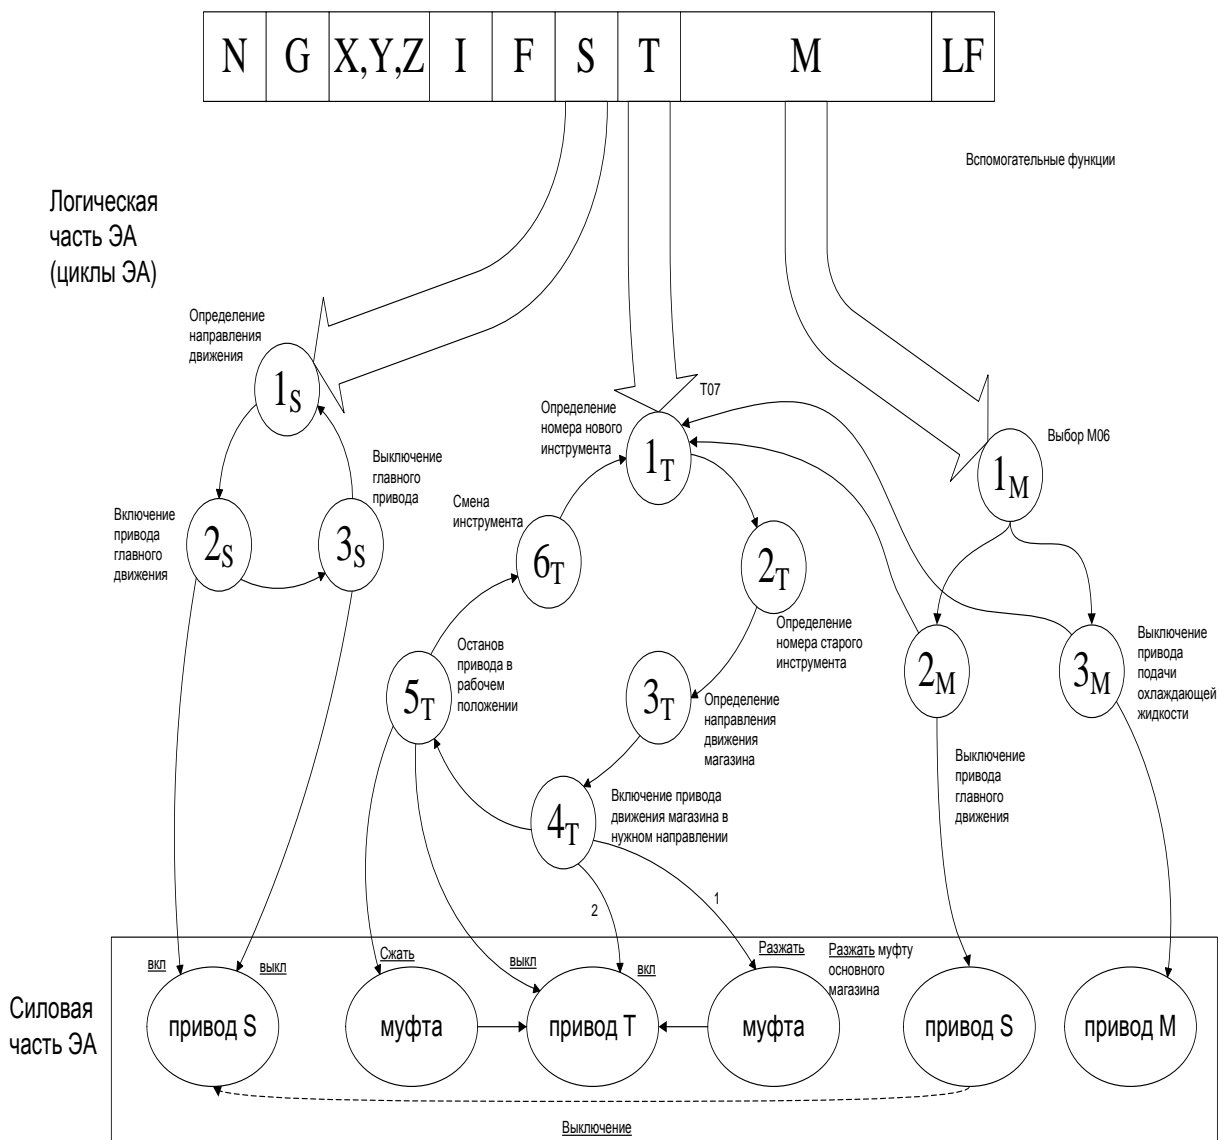 N G X,Y,Z I F S T M LF
Вспомогательные функции
Логическая
часть ЭА
(циклы ЭА)
Определение
направления
движения
1S
T07
Определение
номера нового
инструмента
1T
Выбор M06
1M
Выключение
главного
привода
Включение
привода
главного
движения
2S
3S
Смена
инструмента
6T
2T
Определение
номера старого
инструмента
Останов
привода в
рабочем
положении
5T
3T
Определение
направления
движения
магазина
2M
Выключение
привода
подачи
охлаждающей
жидкости
3M
Выключение
привода
главного
движения
4T
Включение привода
движения магазина в
нужном направлении
2
1
Силовая
часть ЭА
вкл
выкл
Сжать
выкл
вкл
Разжать
Разжать муфту
основного
магазина
привод S
муфта
привод T
муфта
привод S
привод M
Выключение